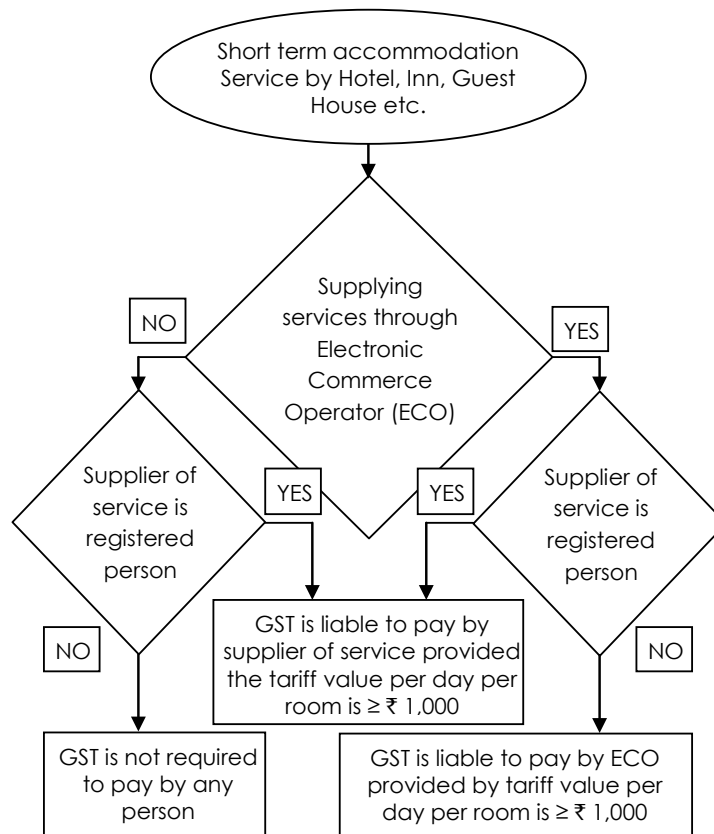 Short term accommodation
Service by Hotel, Inn, Guest
House etc.
Supplying
services through
Electronic
Commerce
Operator (ECO)
NO
YES
Supplier of
service is
registered
person
YES
YES
Supplier of
service is
registered
person
NO
GST is liable to pay by
supplier of service provided
the tariff value per day per
room is ≥ ₹ 1,000
NO
GST is not required
to pay by any
person
GST is liable to pay by ECO
provided by tariff value per
day per room is ≥ ₹ 1,000